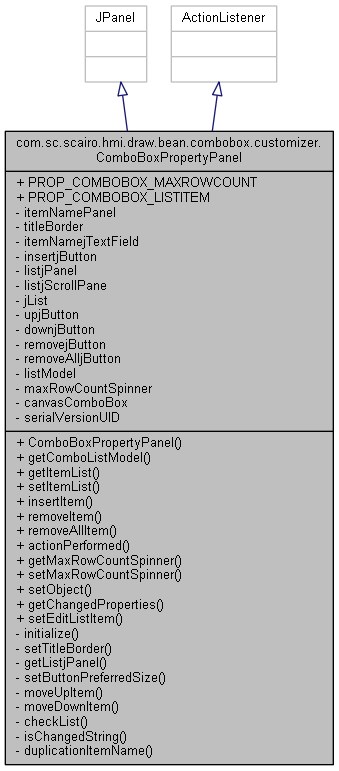 JPanel
ActionListener
com.sc.scairo.hmi.draw.bean.combobox.customizer.
ComboBoxPropertyPanel
+ PROP_COMBOBOX_MAXROWCOUNT
+ PROP_COMBOBOX_LISTITEM
- itemNamePanel
- titleBorder
- itemNamejTextField
- insertjButton
- listjPanel
- listjScrollPane
- jList
- upjButton
- downjButton
- removejButton
- removeAlljButton
- listModel
- maxRowCountSpinner
- canvasComboBox
- serialVersionUID
+ ComboBoxPropertyPanel()
+ getComboListModel()
+ getItemList()
+ setItemList()
+ insertItem()
+ removeItem()
+ removeAllItem()
+ actionPerformed()
+ getMaxRowCountSpinner()
+ setMaxRowCountSpinner()
+ setObject()
+ getChangedProperties()
+ setEditListItem()
- initialize()
- setTitleBorder()
- getListjPanel()
- setButtonPreferredSize()
- moveUpItem()
- moveDownItem()
- checkList()
- isChangedString()
- duplicationItemName()